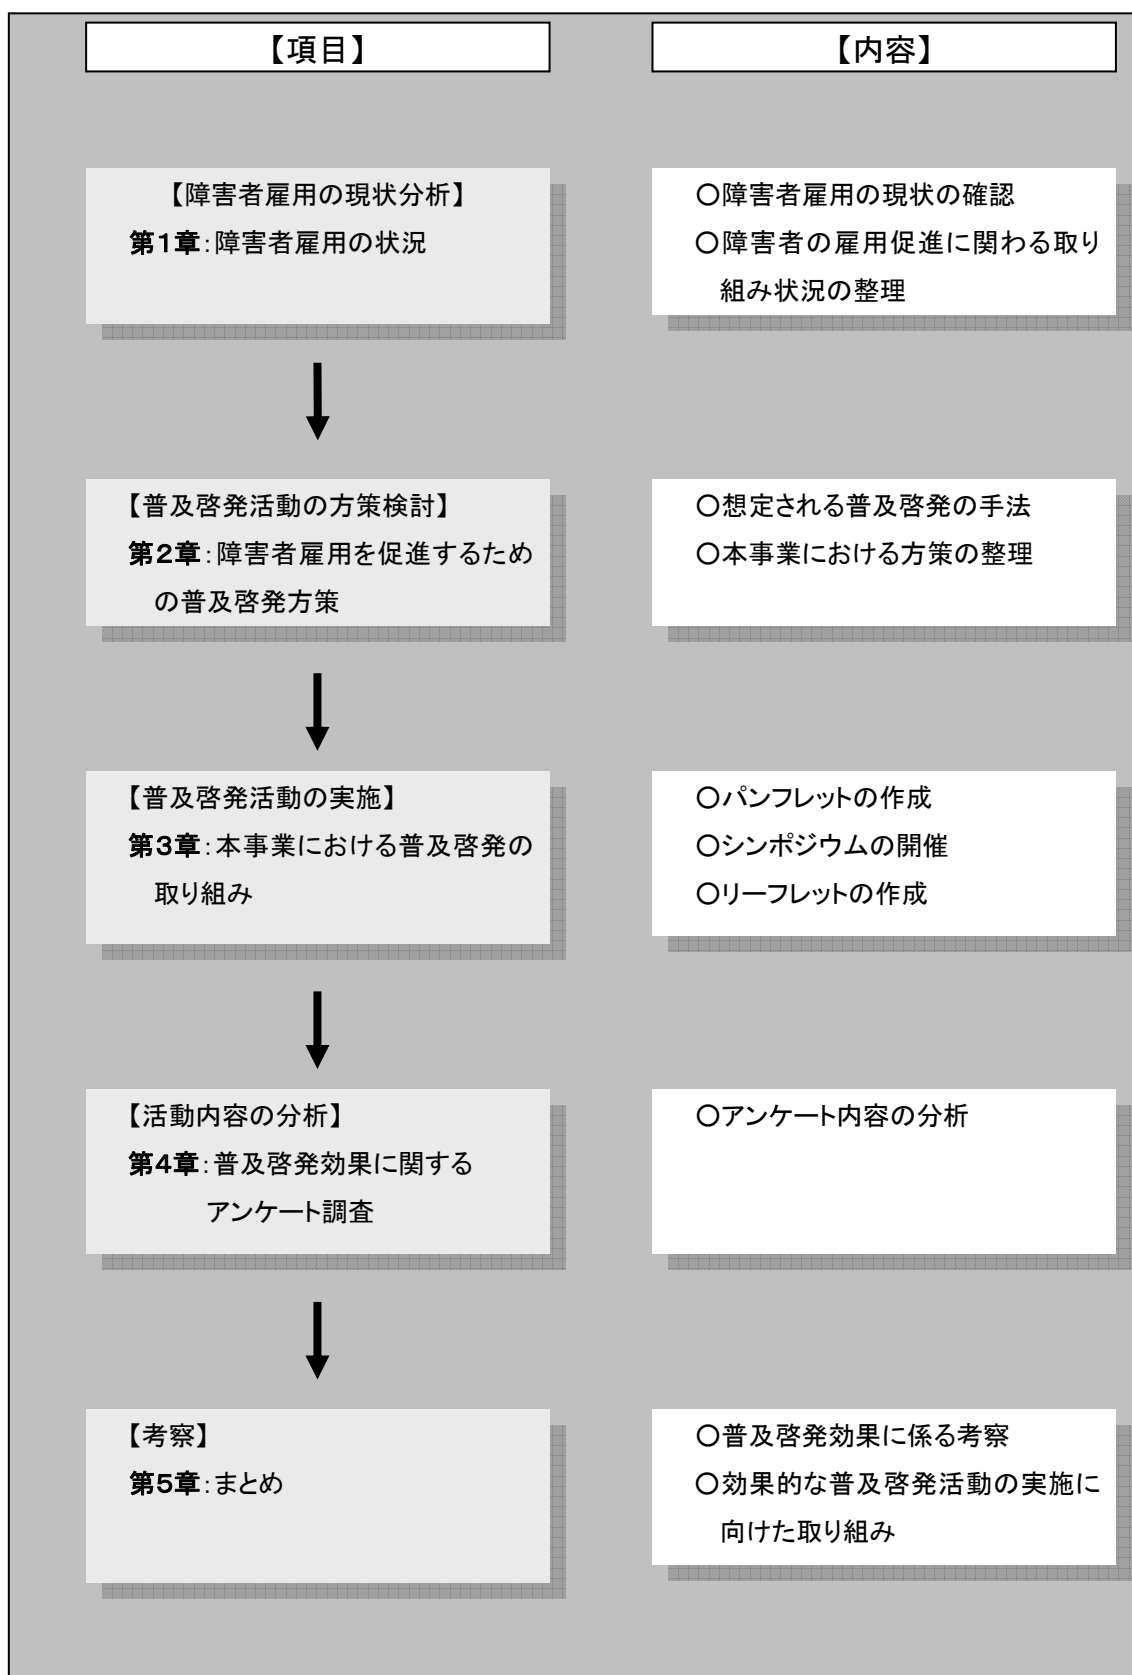 【項目】
【内容】
【障害者雇用の現状分析】
第1章：障害者雇用の状況
〇障害者雇用の現状の確認
〇障害者の雇用促進に関わる取り
組み状況の整理
【普及啓発活動の方策検討】
第2章：障害者雇用を促進するため
の普及啓発方策
〇想定される普及啓発の手法
〇本事業における方策の整理
【普及啓発活動の実施】
第3章：本事業における普及啓発の
取り組み
〇パンフレットの作成
〇シンポジウムの開催
〇リーフレットの作成
【活動内容の分析】
第4章：普及啓発効果に関する
アンケート調査
〇アンケート内容の分析
【考察】
第5章：まとめ
〇普及啓発効果に係る考察
〇効果的な普及啓発活動の実施に
向けた取り組み